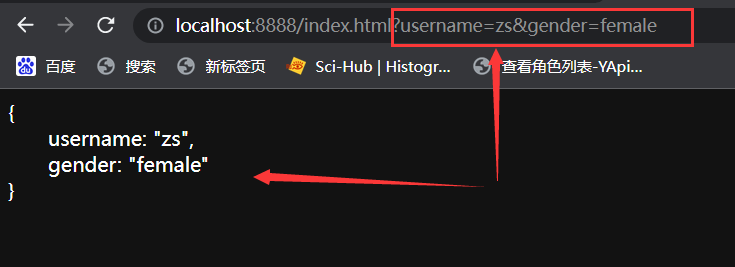 localhost:8888/index.html?username=zs&gender=female
百度 搜索 新标签页 Sci-Hub | Histogr... 查看角色列表-YApi...
{
username: "zs",
gender: "female"
}